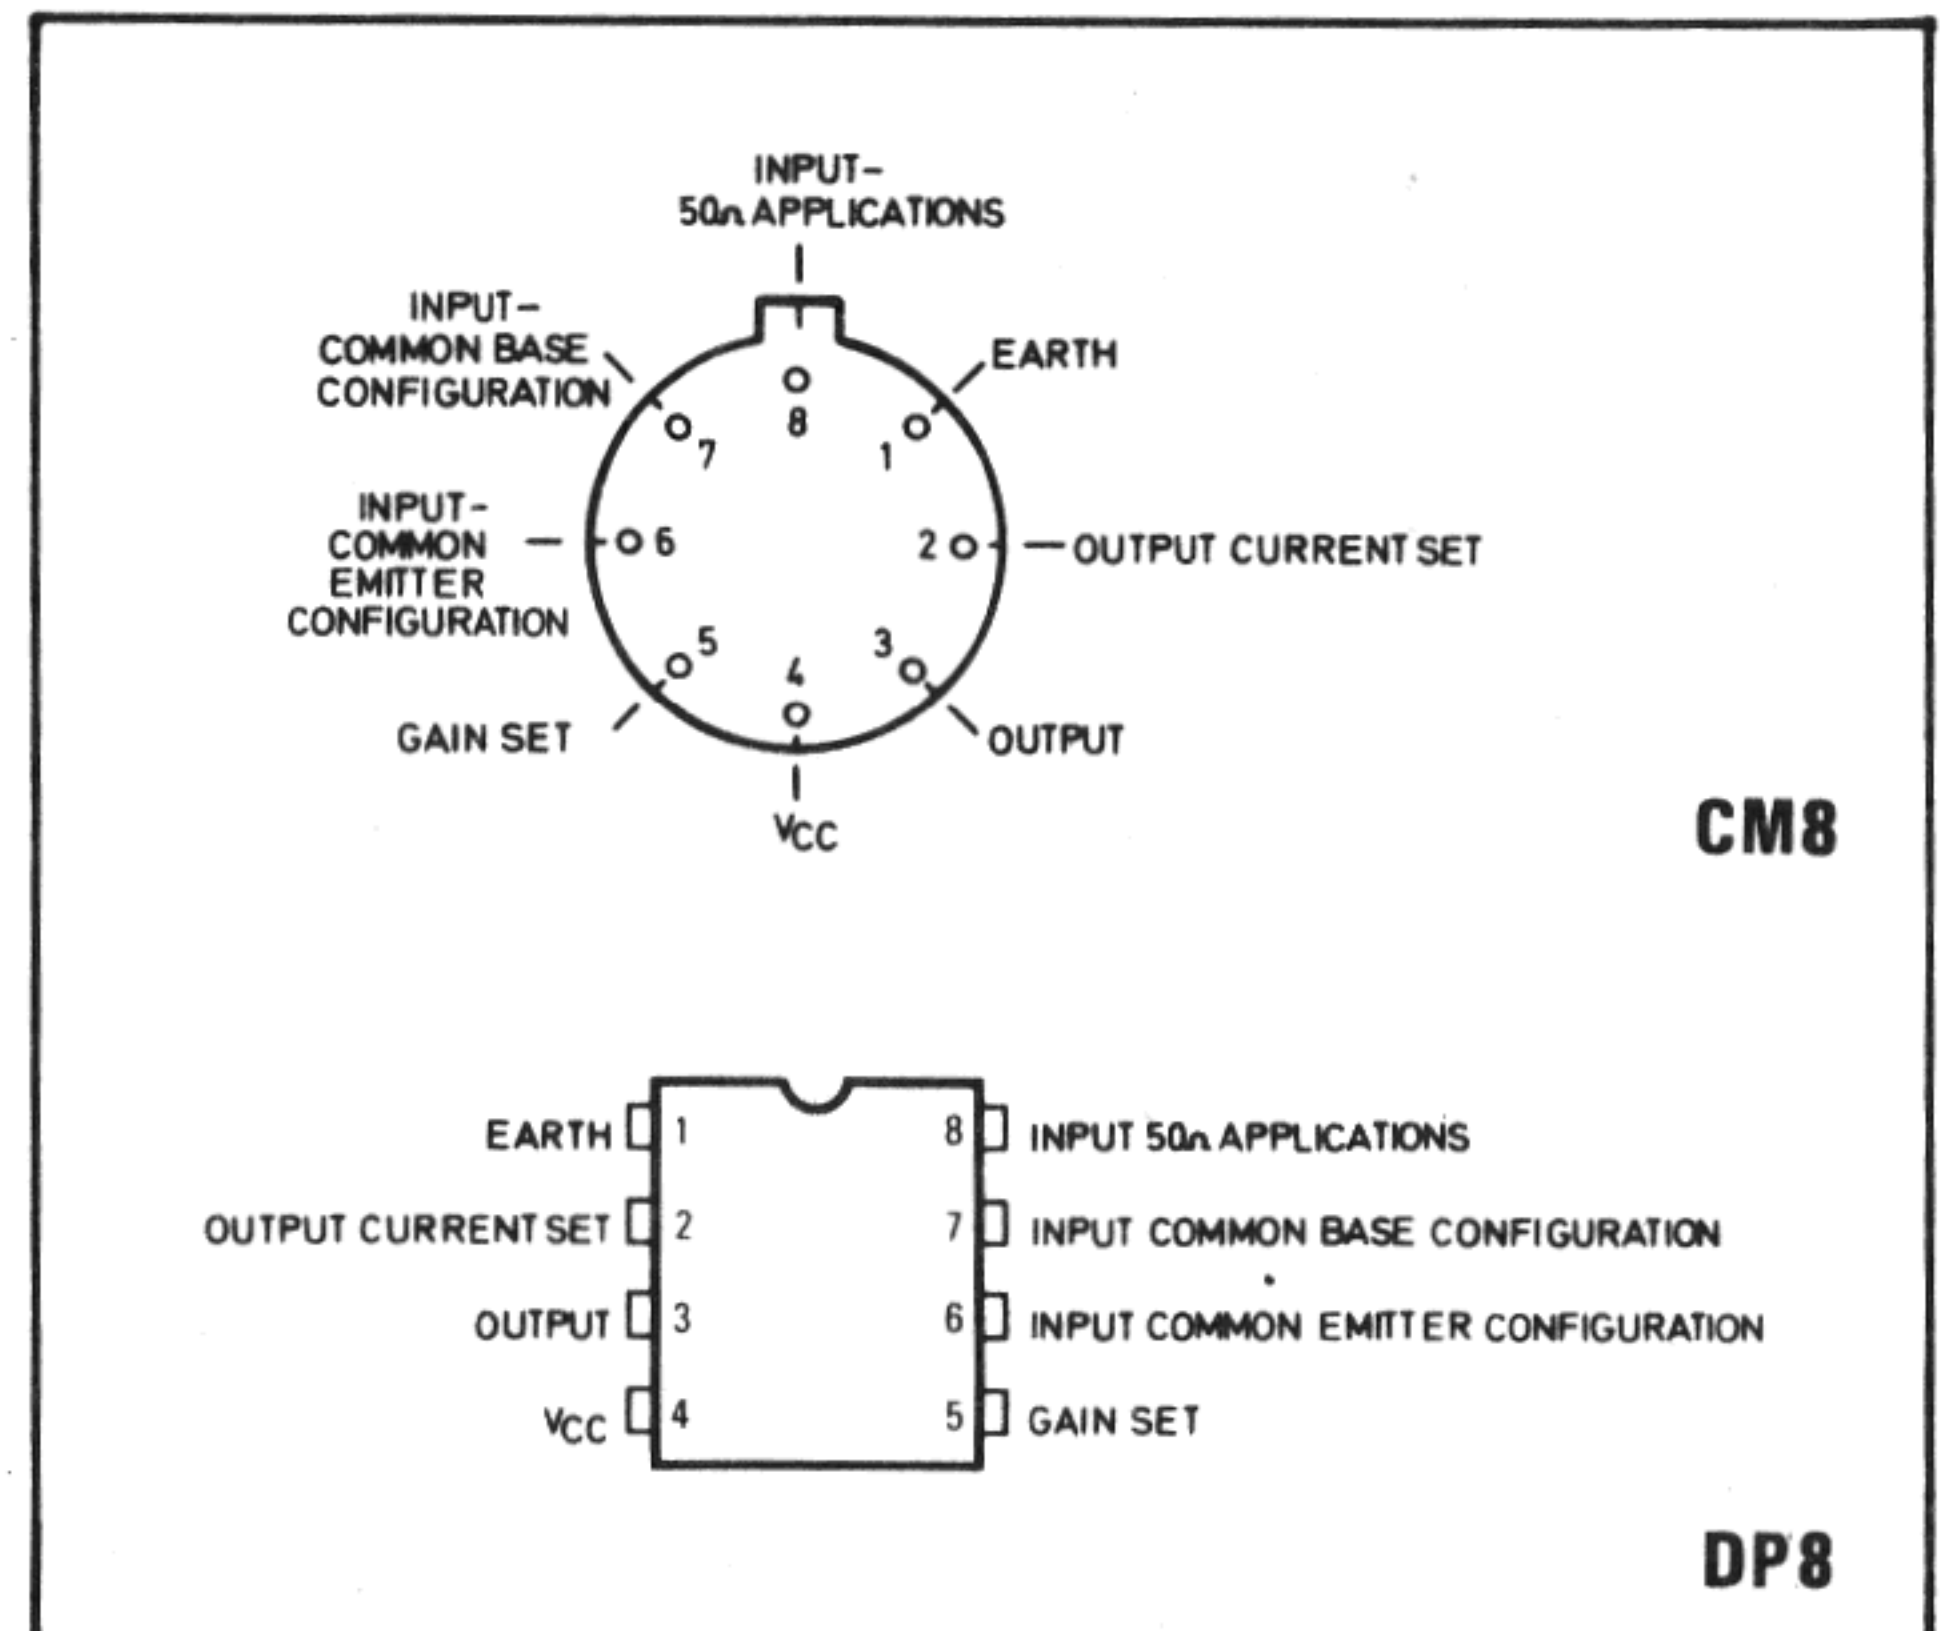 INPUT-
50Ω APPLICATIONS
INPUT-
COMMON BASE
CONFIGURATION
EARTH
8
7
1
INPUT-
COMMON
EMITTER
CONFIGURATION
6
2
OUTPUT CURRENT SET
5
4
3
GAIN SET
OUTPUT
VCC
CM8
EARTH 1
8 INPUT 50Ω APPLICATIONS
OUTPUT CURRENT SET 2
7 INPUT COMMON BASE CONFIGURATION
OUTPUT 3
6 INPUT COMMON EMITTER CONFIGURATION
VCC 4
5 GAIN SET
DP8